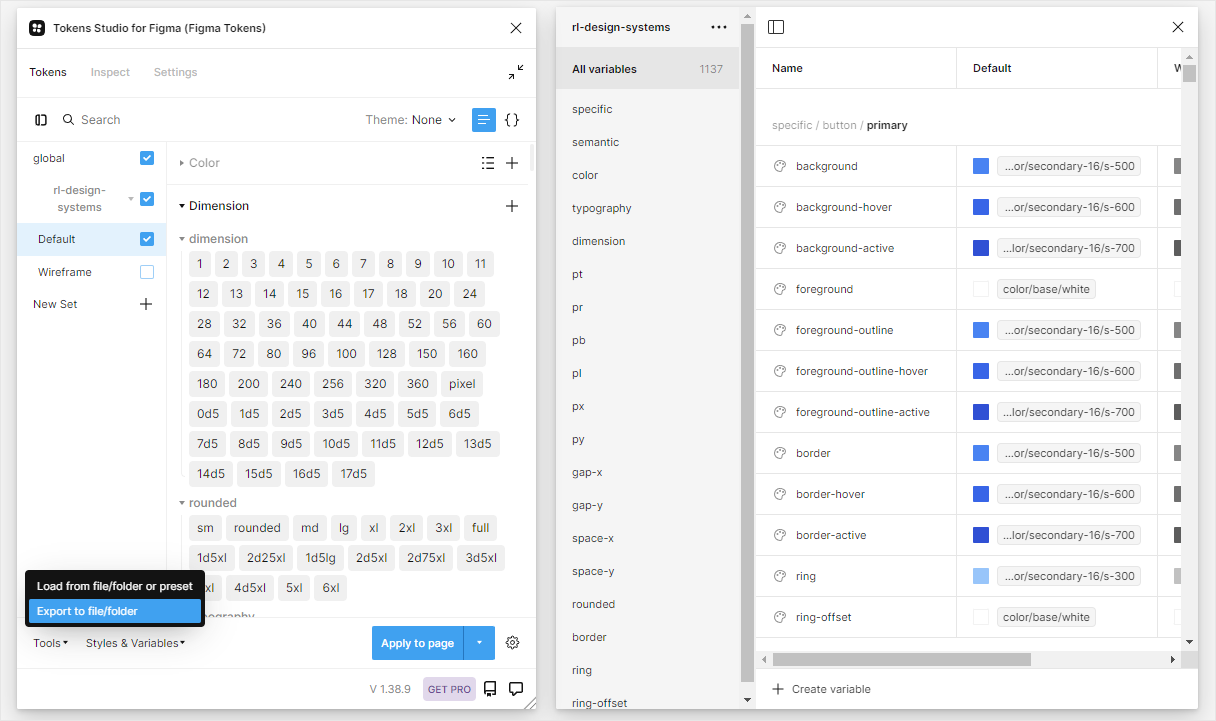 Tokens Studio for Figma (Figma Tokens)
Tokens Inspect Settings
Search
Theme: None
global
rl-design-
systems
Default
Wireframe
New Set
Color
Dimension
dimension
1 2 3 4 5 6 7 8 9 10 11
12 13 14 15 16 17 18 20 24
28 32 36 40 44 48 52 56 60
64 72 80 96 100 128 150 160
180 200 240 256 320 360 pixel
0d5 1d5 2d5 3d5 4d5 5d5 6d5
7d5 8d5 9d5 10d5 11d5 12d5 13d5
14d5 15d5 16d5 17d5
rounded
sm rounded md lg xl 2xl 3xl full
1d5xl 2d25xl 1d5lg 2d5xl 2d75xl 3d5xl
4d5xl 5xl 6xl
Load from file/folder or preset
Export to file/folder
Tools Styles & Variables
Apply to page
V 1.38.9 GET PRO
rl-design-systems
All variables 1137
specific
semantic
color
typography
dimension
pt
pr
pb
pl
px
py
gap-x
gap-y
space-x
space-y
rounded
border
ring
ring-offset
Name Default
specific / button / primary
background ...or/secondary-16/s-500
background-hover ...or/secondary-16/s-600
background-active ...lor/secondary-16/s-700
foreground color/base/white
foreground-outline ...or/secondary-16/s-500
foreground-outline-hover ...or/secondary-16/s-600
foreground-outline-active ...lor/secondary-16/s-700
border ...or/secondary-16/s-500
border-hover ...or/secondary-16/s-600
border-active ...lor/secondary-16/s-700
ring ...or/secondary-16/s-300
ring-offset color/base/white
Create variable